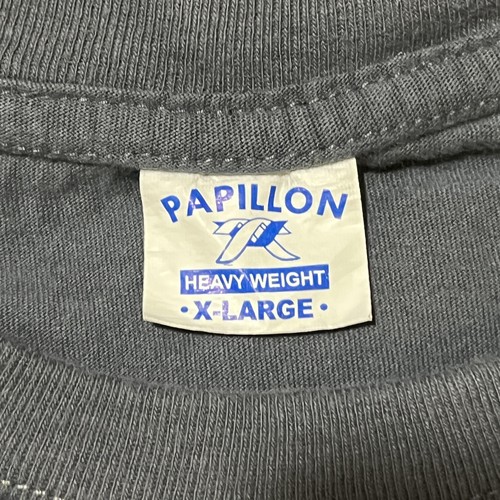 PAPILLON
HEAVY WEIGHT
· X-LARGE ·